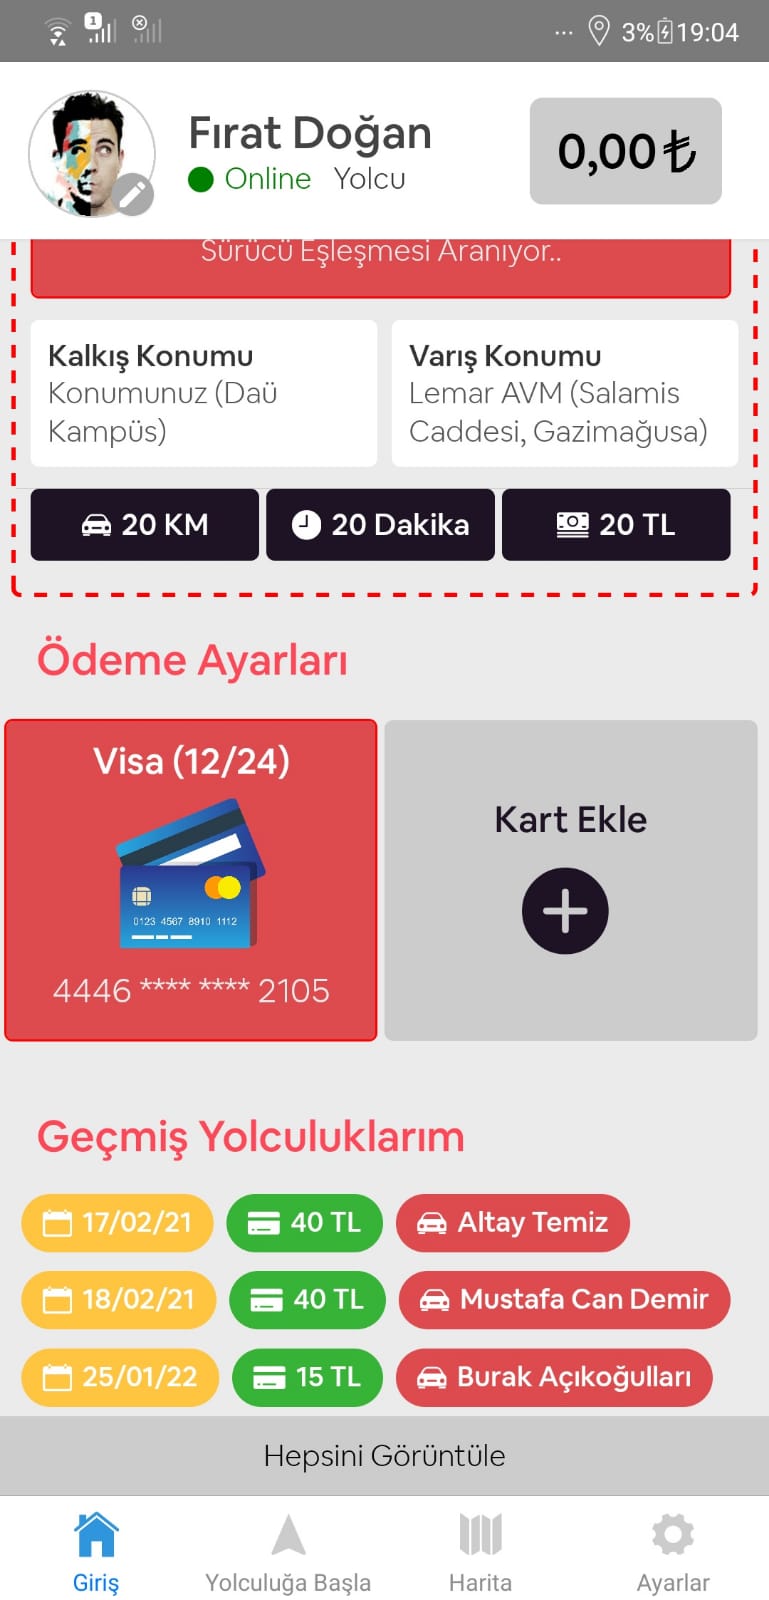 1
... 3% 19:04
Fırat Doğan
Online Yolcu
0,00₺
Sürücü Eşleşmesi Aranıyor..
Kalkış Konumu
Konumunuz (Daü
Kampüs)
Varış Konumu
Lemar AVM (Salamis
Caddesi, Gazimağusa)
20 KM
20 Dakika
20 TL
Ödeme Ayarları
Visa (12/24)
0123 4567 8910 1112
4446 **** **** 2105
Kart Ekle
Geçmiş Yolculuklarım
17/02/21 40 TL Altay Temiz
18/02/21 40 TL Mustafa Can Demir
25/01/22 15 TL Burak Açıkoğulları
Hepsini Görüntüle
Giriş Yolculuğa Başla Harita Ayarlar